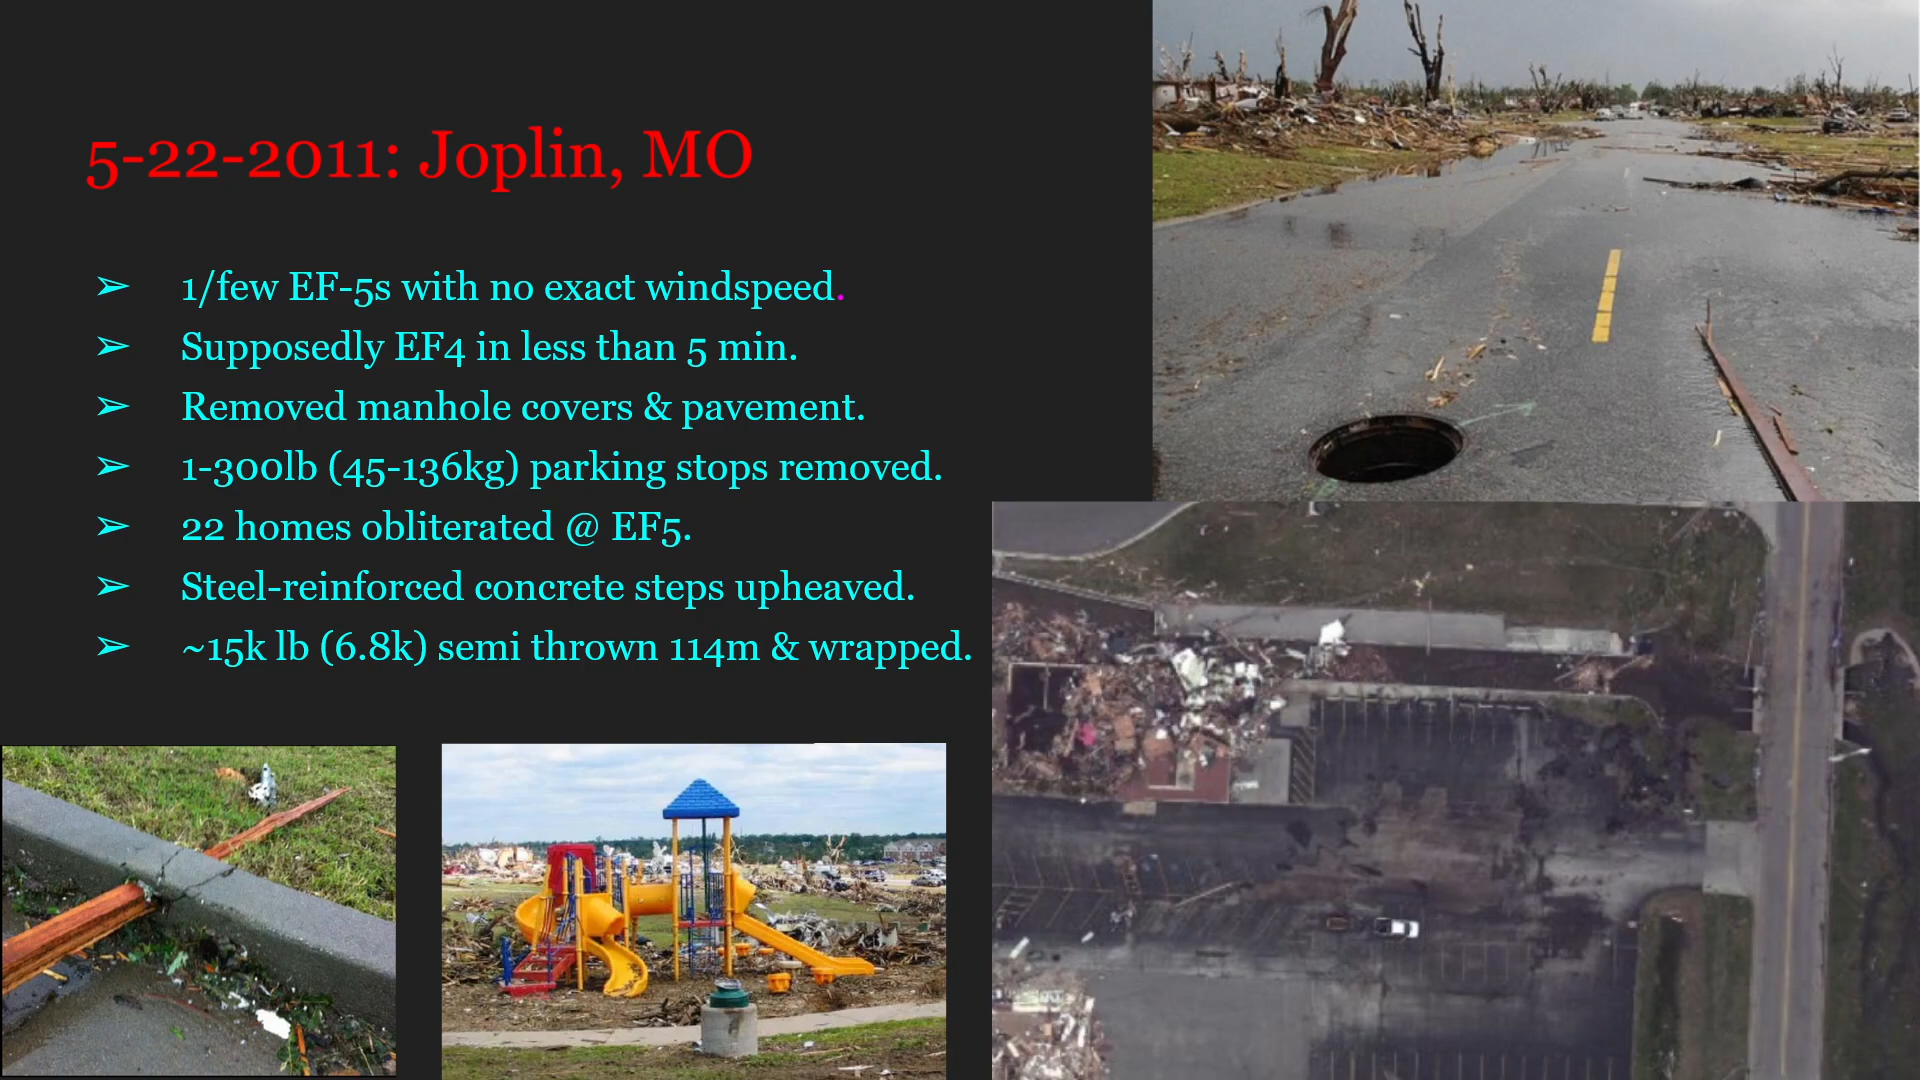 5-22-2011: Joplin, MO
➢ 1/few EF-5s with no exact windspeed.
➢ Supposedly EF4 in less than 5 min.
➢ Removed manhole covers & pavement.
➢ 1-300lb (45-136kg) parking stops removed.
➢ 22 homes obliterated @ EF5.
➢ Steel-reinforced concrete steps upheaved.
➢ ~15k lb (6.8k) semi thrown 114m & wrapped.